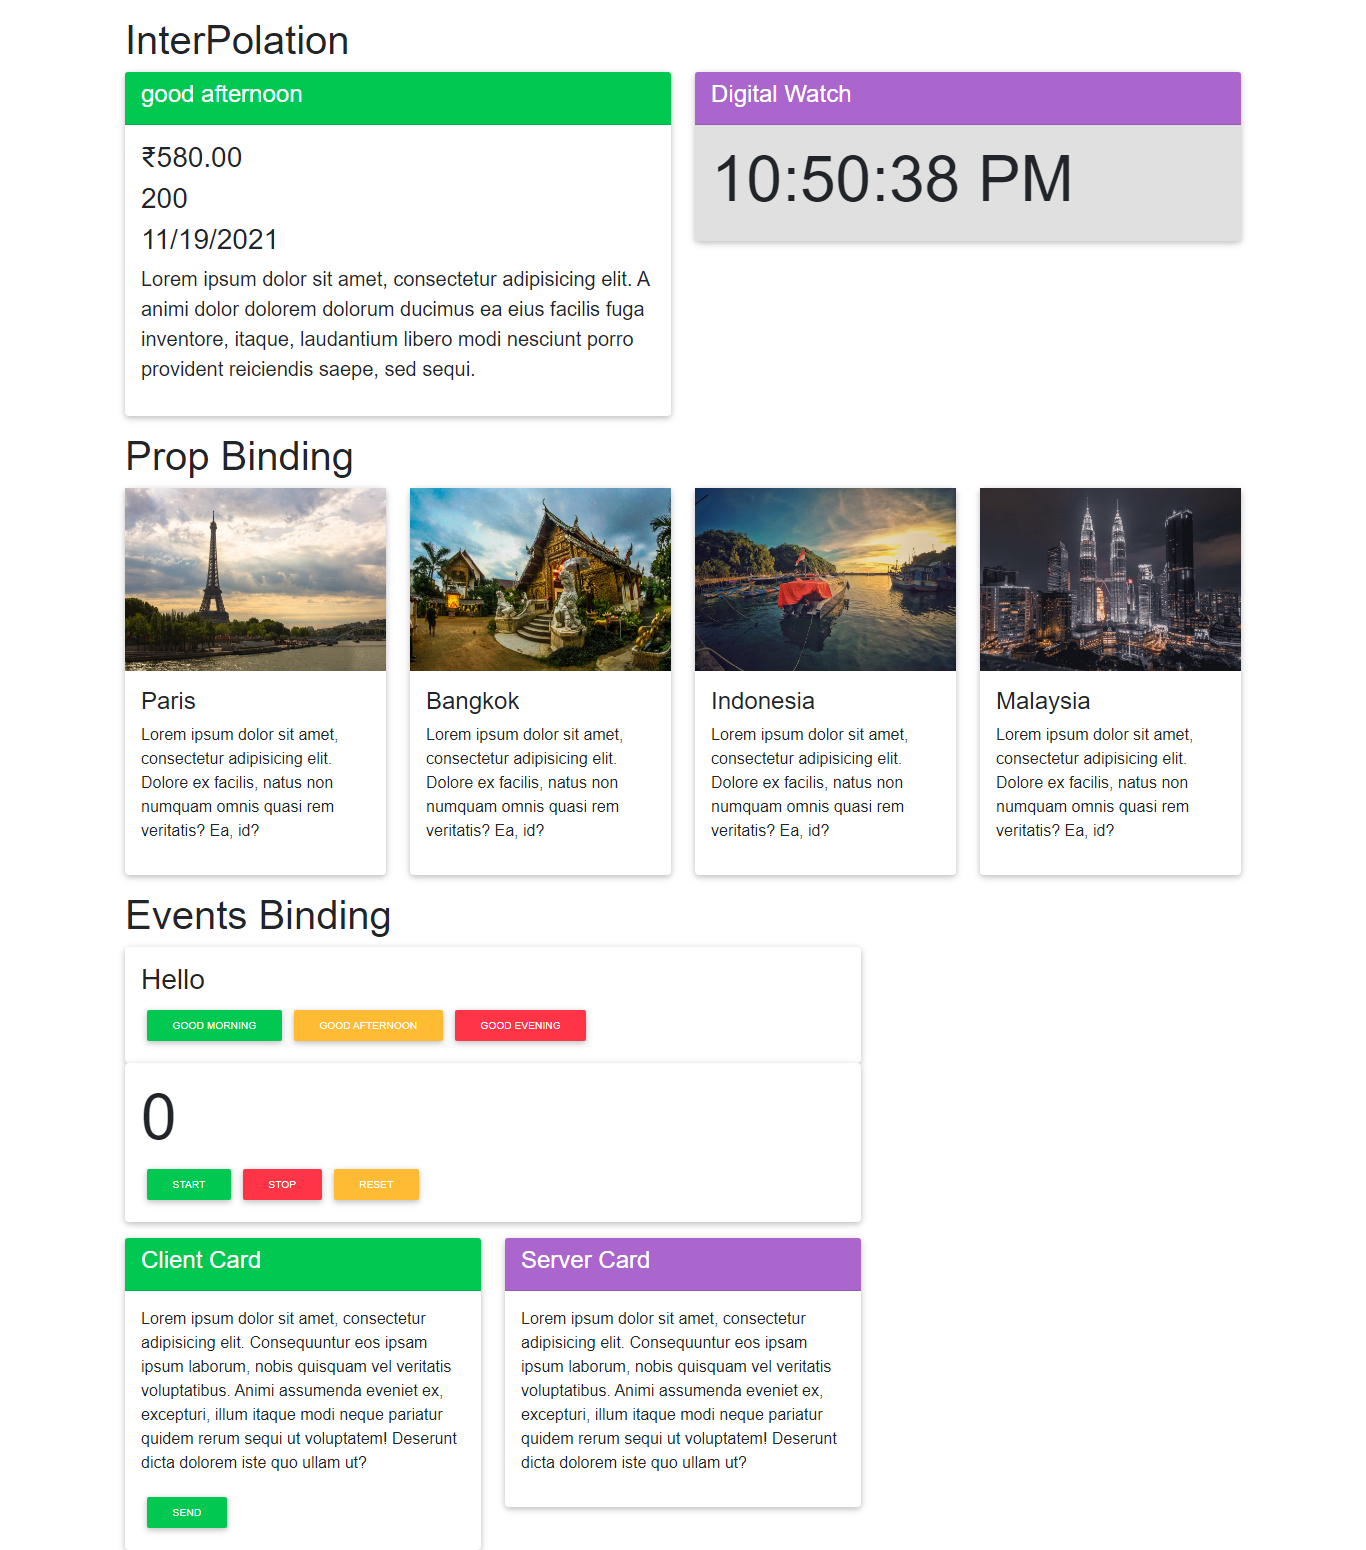 InterPolation
good afternoon
₹580.00
200
11/19/2021
Lorem ipsum dolor sit amet, consectetur adipisicing elit. A
animi dolor dolorem dolorum ducimus ea eius facilis fuga
inventore, itaque, laudantium libero modi nesciunt porro
provident reiciendis saepe, sed sequi.
Digital Watch
10:50:38 PM
Prop Binding
Paris
Lorem ipsum dolor sit amet,
consectetur adipisicing elit.
Dolore ex facilis, natus non
numquam omnis quasi rem
veritatis? Ea, id?
Bangkok
Lorem ipsum dolor sit amet,
consectetur adipisicing elit.
Dolore ex facilis, natus non
numquam omnis quasi rem
veritatis? Ea, id?
Indonesia
Lorem ipsum dolor sit amet,
consectetur adipisicing elit.
Dolore ex facilis, natus non
numquam omnis quasi rem
veritatis? Ea, id?
Malaysia
Lorem ipsum dolor sit amet,
consectetur adipisicing elit.
Dolore ex facilis, natus non
numquam omnis quasi rem
veritatis? Ea, id?
Events Binding
Hello
GOOD MORNING
GOOD AFTERNOON
GOOD EVENING
0
START
STOP
RESET
Client Card
Lorem ipsum dolor sit amet, consectetur
adipisicing elit. Consequuntur eos ipsam
ipsum laborum, nobis quisquam vel veritatis
voluptatibus. Animi assumenda eveniet ex,
excepturi, illum itaque modi neque pariatur
quidem rerum sequi ut voluptatem! Deserunt
dicta dolorem iste quo ullam ut?
SEND
Server Card
Lorem ipsum dolor sit amet, consectetur
adipisicing elit. Consequuntur eos ipsam
ipsum laborum, nobis quisquam vel veritatis
voluptatibus. Animi assumenda eveniet ex,
excepturi, illum itaque modi neque pariatur
quidem rerum sequi ut voluptatem! Deserunt
dicta dolorem iste quo ullam ut?